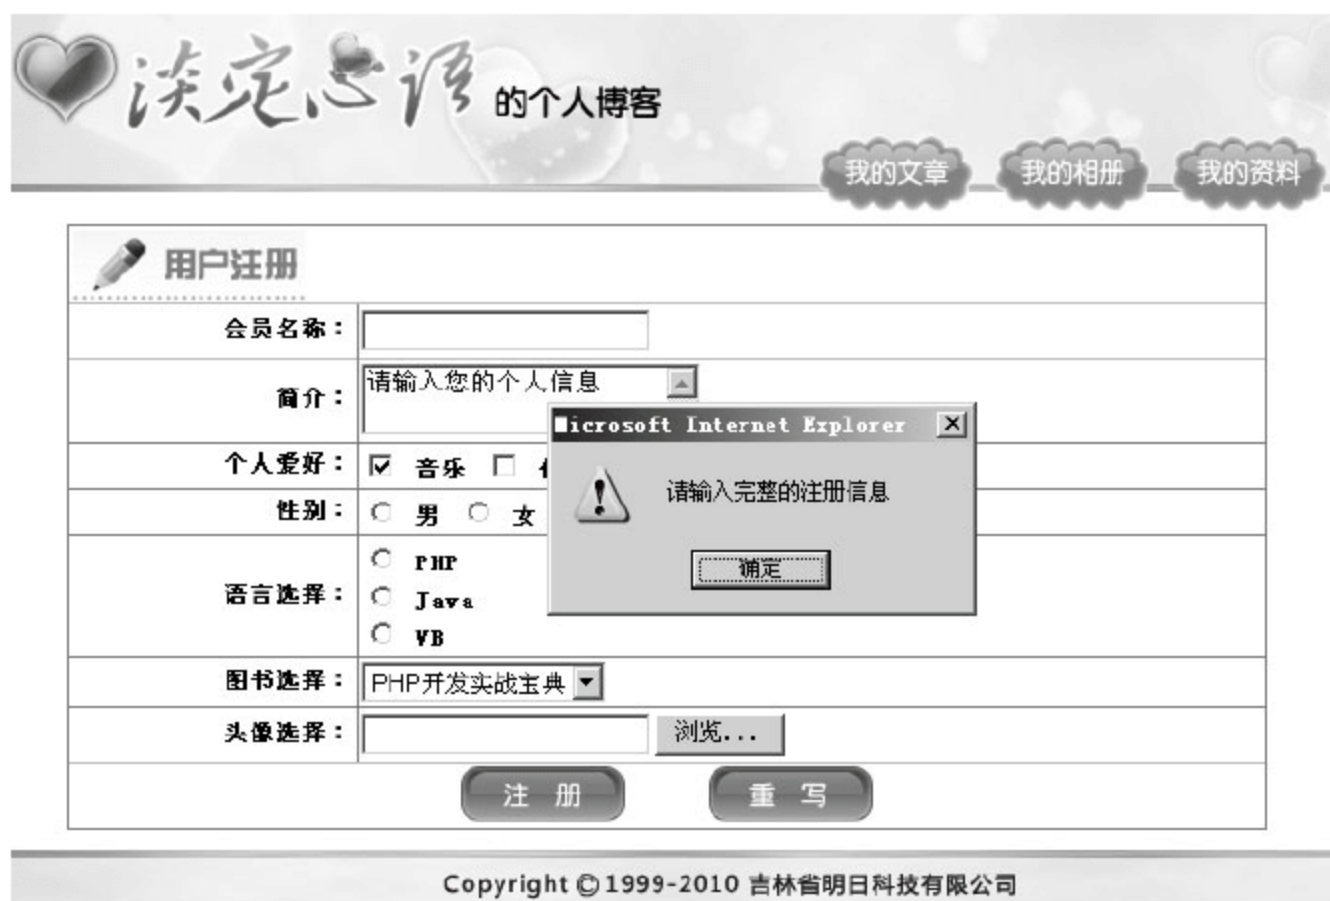 淡定心语 的个人博客
我的文章 我的相册 我的资料
用户注册
会员名称：
简介： 请输入您的个人信息
Microsoft Internet Explorer
个人爱好： 音乐
请输入完整的注册信息
性别： 男 女
确定
语言选择： PHP
Java
VB
图书选择： PHP开发实战宝典
头像选择： 浏览...
注 册 重 写
Copyright ©1999-2010 吉林省明日科技有限公司